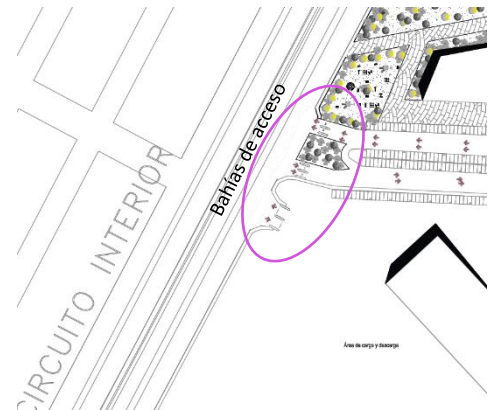 Bahías de acceso
CIRCUITO INTERIOR
Área de carga y descarga